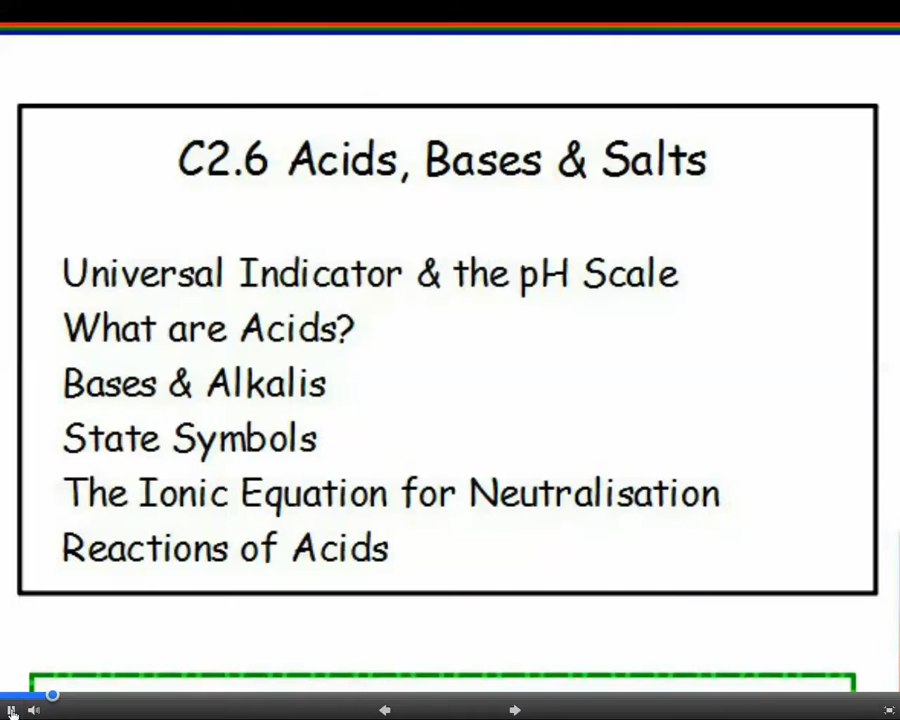 C2.6 Acids, Bases & Salts
Universal Indicator & the pH Scale
What are Acids?
Bases & Alkalis
State Symbols
The Ionic Equation for Neutralisation
Reactions of Acids